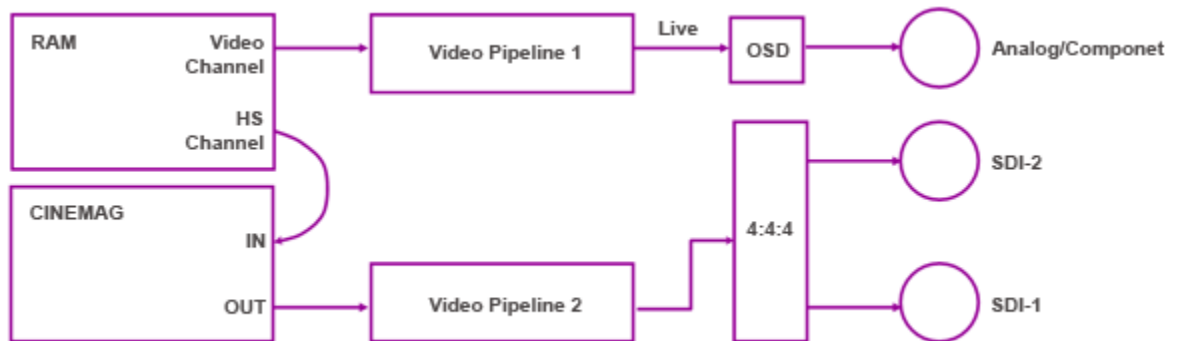 RAM
Video
Channel
HS
Channel
Video Pipeline 1
Live
OSD
Analog/Componet
CINEMAG
IN
OUT
Video Pipeline 2
4:4:4
SDI-2
SDI-1